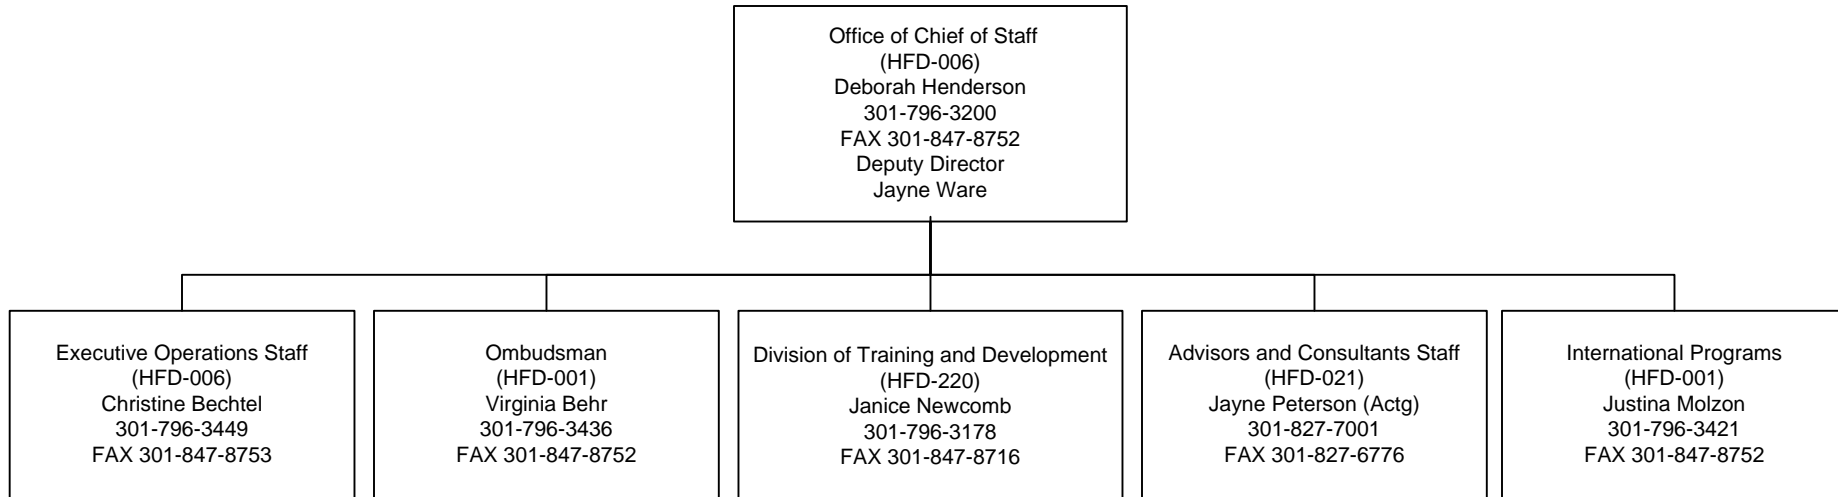 Office of Chief of Staff
(HFD-006)
Deborah Henderson
301-796-3200
FAX 301-847-8752
Deputy Director
Jayne Ware
Executive Operations Staff
(HFD-006)
Christine Bechtel
301-796-3449
FAX 301-847-8753
Ombudsman
(HFD-001)
Virginia Behr
301-796-3436
FAX 301-847-8752
Division of Training and Development
(HFD-220)
Janice Newcomb
301-796-3178
FAX 301-847-8716
Advisors and Consultants Staff
(HFD-021)
Jayne Peterson (Actg)
301-827-7001
FAX 301-827-6776
International Programs
(HFD-001)
Justina Molzon
301-796-3421
FAX 301-847-8752